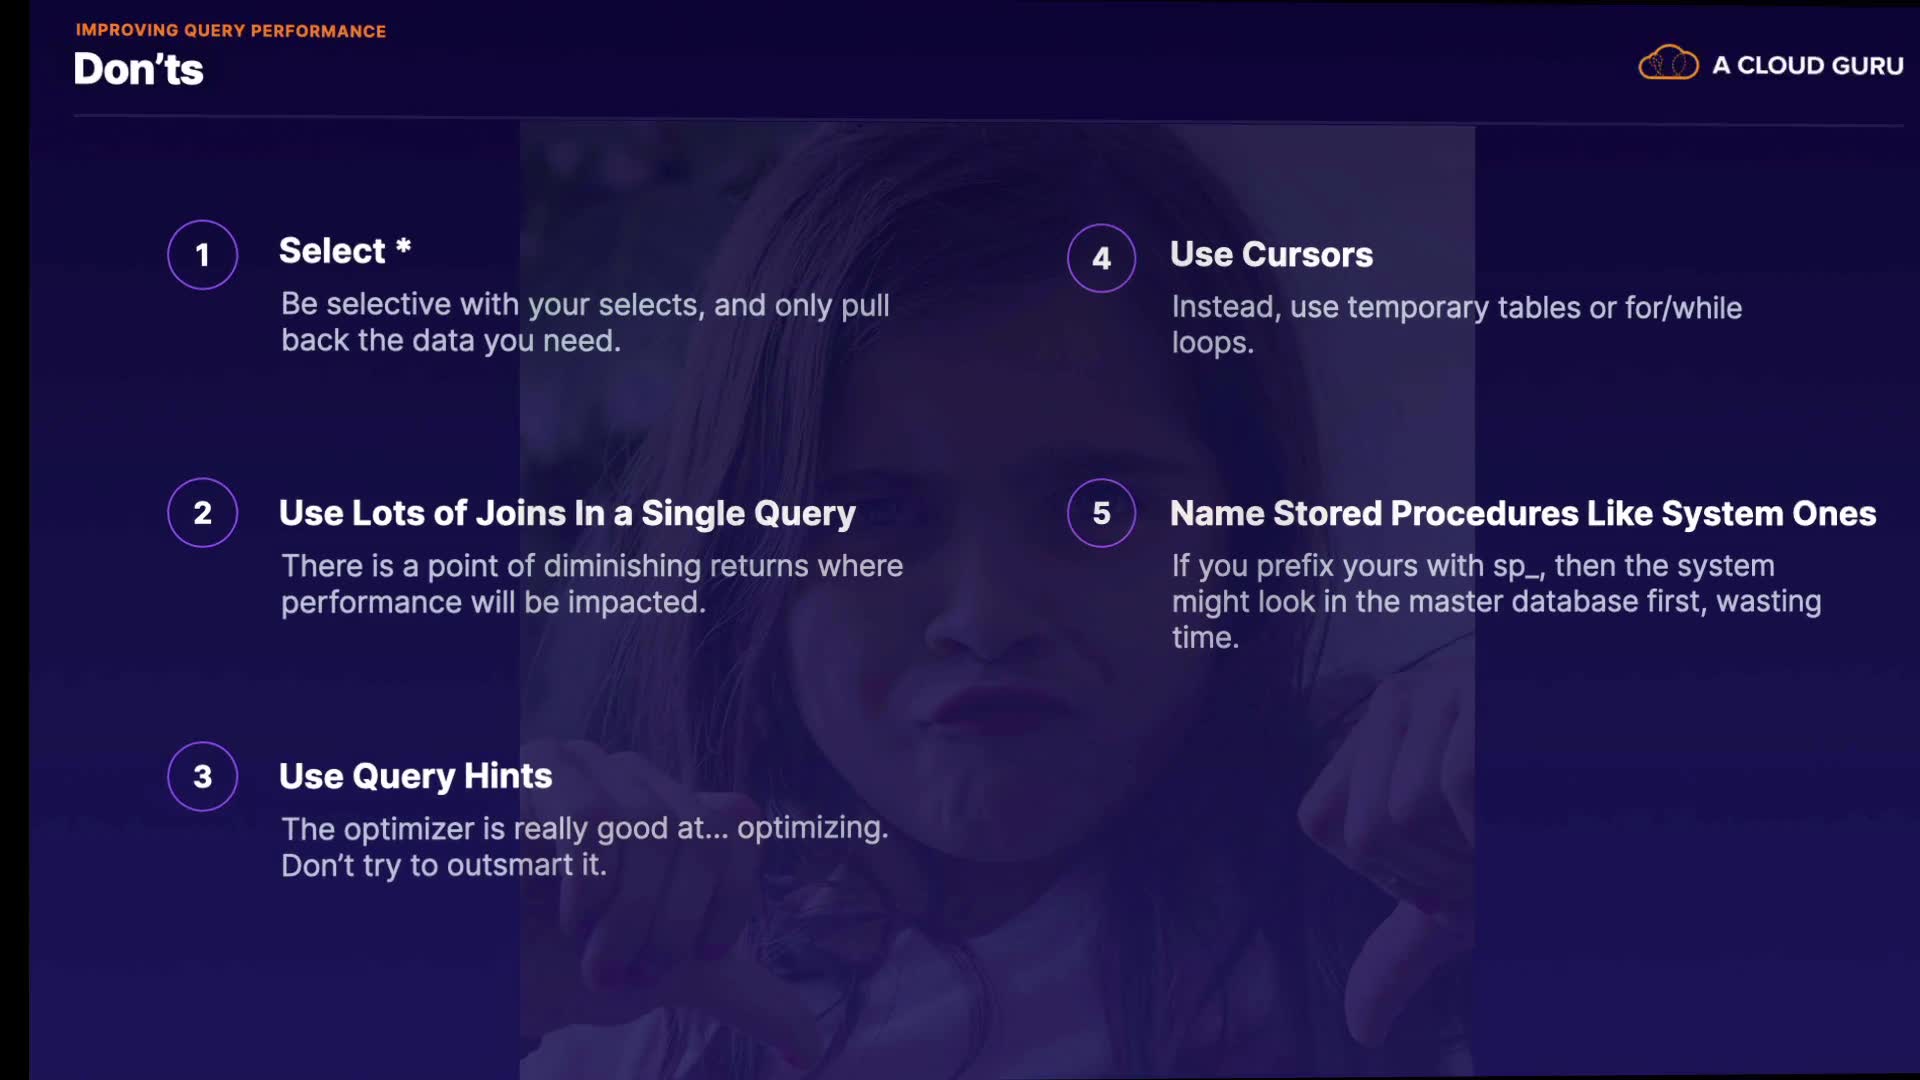 IMPROVING QUERY PERFORMANCE
Don’ts
A CLOUD GURU
1
Select *
Be selective with your selects, and only pull
back the data you need.
2
Use Lots of Joins In a Single Query
There is a point of diminishing returns where
performance will be impacted.
3
Use Query Hints
The optimizer is really good at... optimizing.
Don’t try to outsmart it.
4
Use Cursors
Instead, use temporary tables or for/while
loops.
5
Name Stored Procedures Like System Ones
If you prefix yours with sp_, then the system
might look in the master database first, wasting
time.